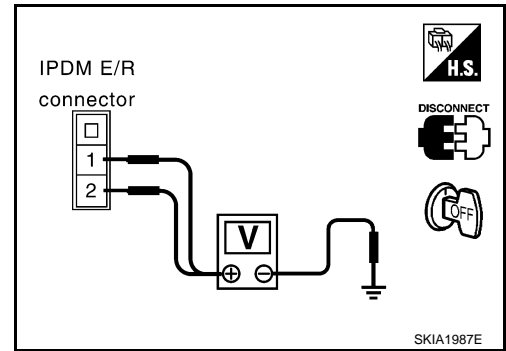 IPDM E/R
connector
H.S.
DISCONNECT
1
2
OFF
V
+ −
SKIA1987E